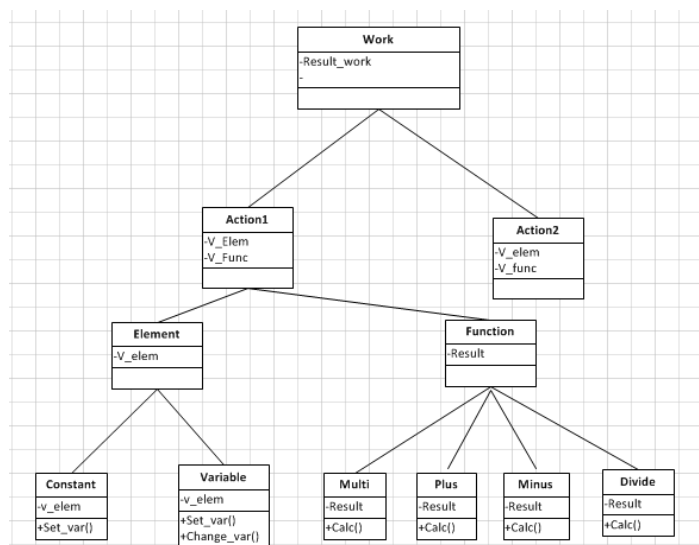 Work
-Result_work
-
Action1
-V_Elem
-V_Func
Action2
-V_elem
-V_func
Element
-V_elem
Function
-Result
Constant
-v_elem
+Set_var()
Variable
-v_elem
+Set_var()
+Change_var()
Multi
-Result
+Calc()
Plus
-Result
+Calc()
Minus
-Result
+Calc()
Divide
-Result
+Calc()